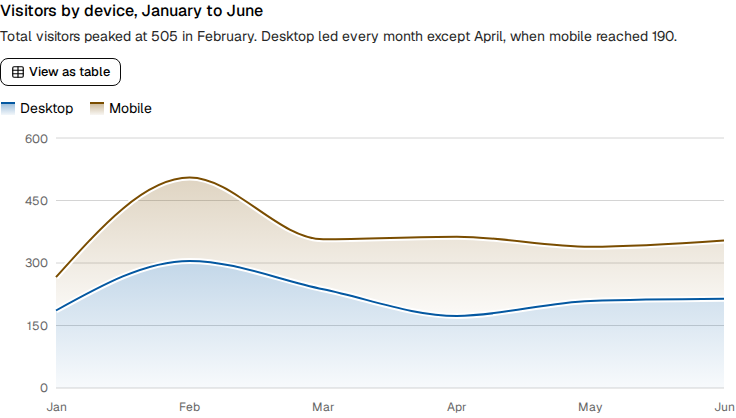 Visitors by device, January to June
Total visitors peaked at 505 in February. Desktop led every month except April, when mobile reached 190.
View as table
Desktop Mobile
600
450
300
150
0
Jan Feb Mar Apr May Jun